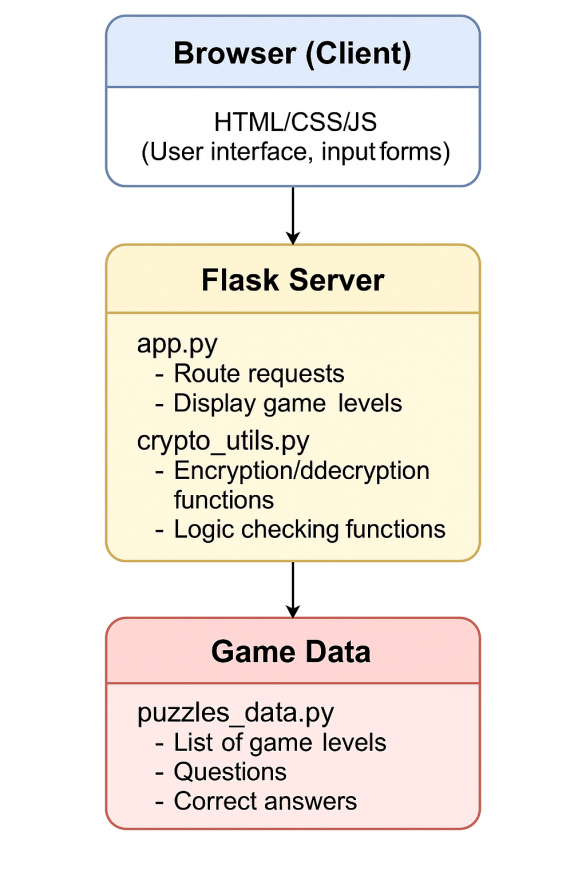 Browser (Client)
HTML/CSS/JS
(User interface, input forms)
Flask Server
app.py
- Route requests
- Display game levels
crypto_utils.py
- Encryption/ddecryption
functions
- Logic checking functions
Game Data
puzzles_data.py
- List of game levels
- Questions
- Correct answers